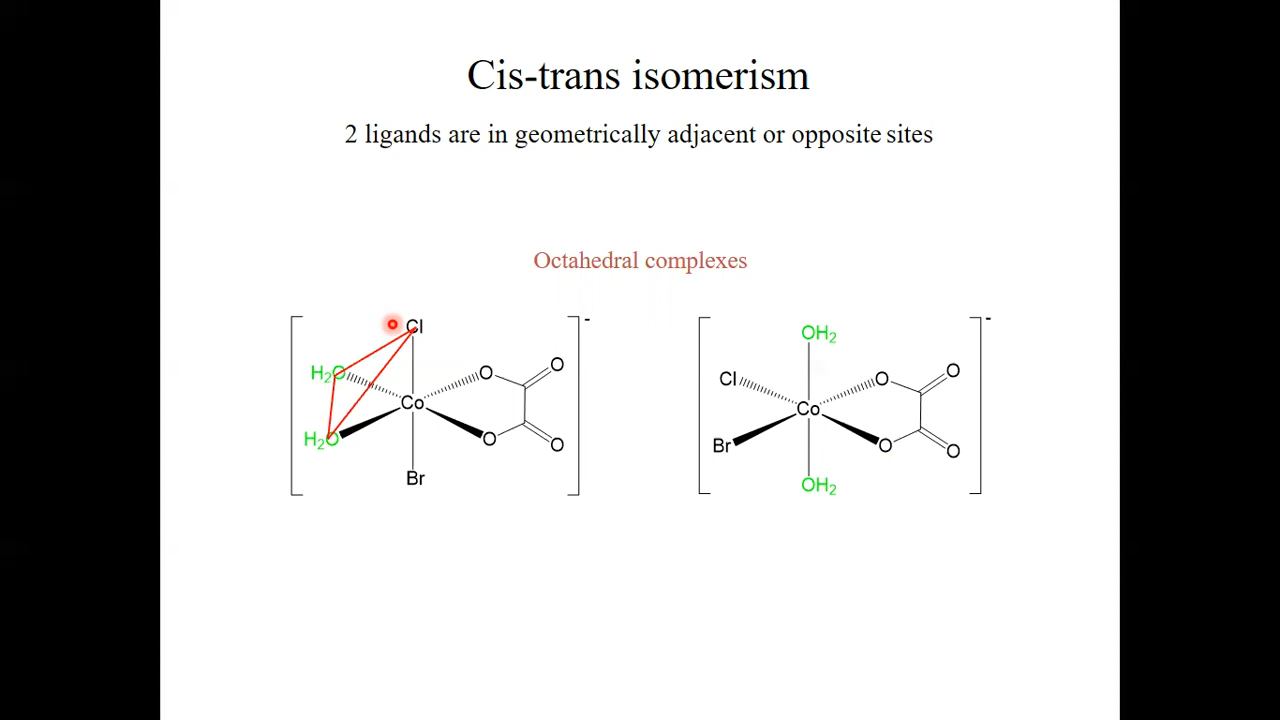 Cis-trans isomerism
2 ligands are in geometrically adjacent or opposite sites
Octahedral complexes
Cl
-
H₂O
O
O
Co
H₂O
O
O
Br
OH₂
-
Cl
O
O
Co
Br
O
O
OH₂